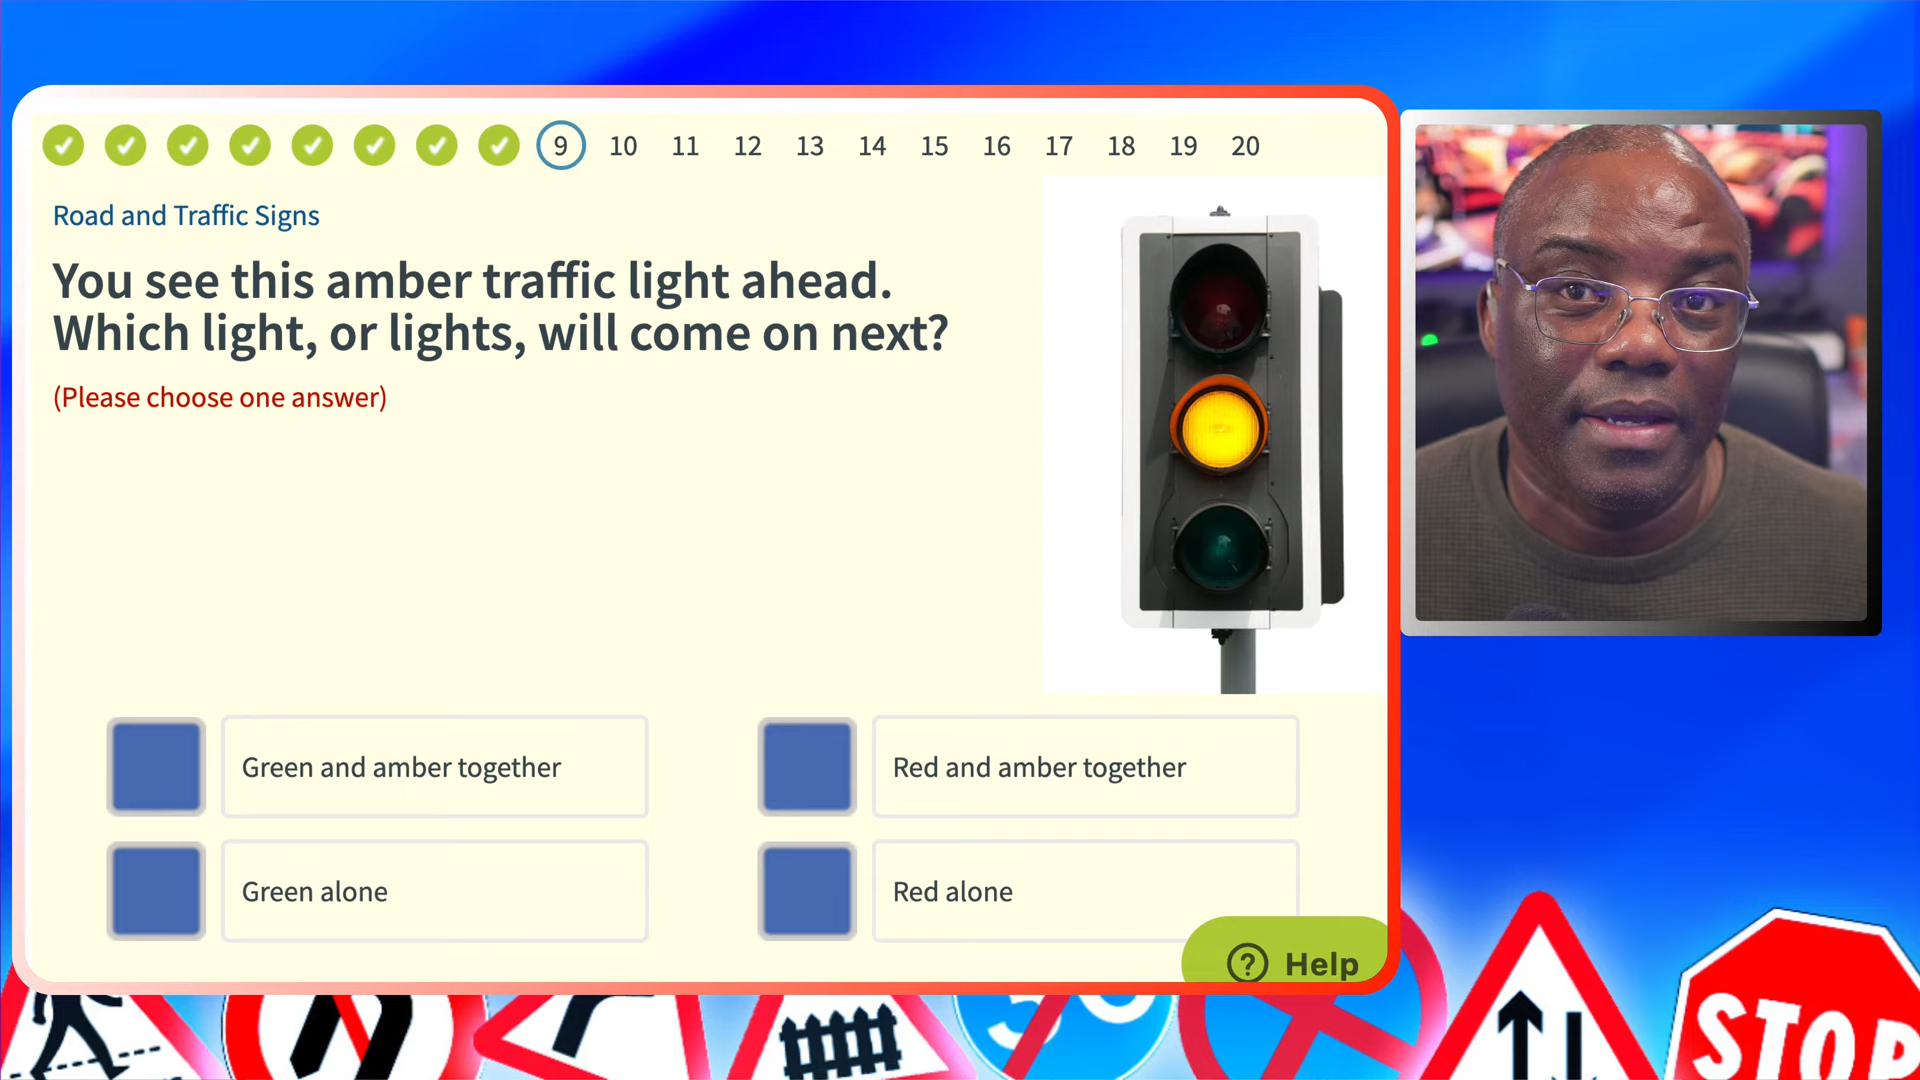 9 10 11 12 13 14 15 16 17 18 19 20
Road and Traffic Signs
You see this amber traffic light ahead.
Which light, or lights, will come on next?
(Please choose one answer)
Green and amber together
Red and amber together
Green alone
Red alone
? Help
STOP